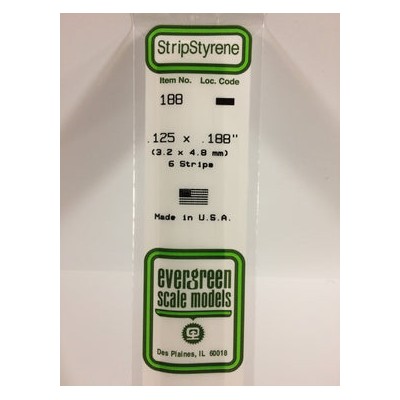 StripStyrene
Item No. Loc. Code
188
.125 x .188"
(3.2 x 4.8 mm)
6 Strips
Made in U.S.A.
evergreen
scale models
Des Plaines, IL 60018